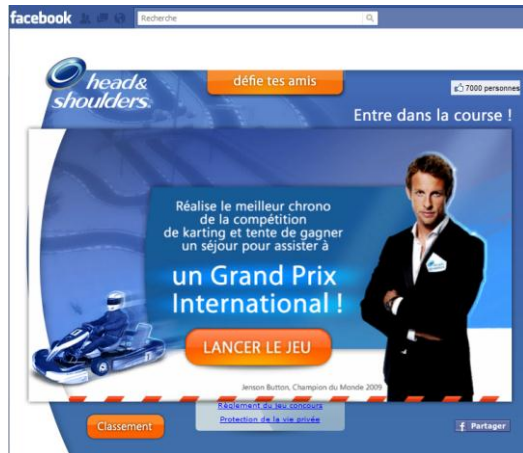 facebook
Recherche
head&
shoulders
défie tes amis
7000 personnes
Entre dans la course !
Réalise le meilleur chrono
de la compétition
de karting et tente de gagner
un séjour pour assister à
un Grand Prix
International !
LANCER LE JEU
Jenson Button, Champion du Monde 2009
Règlement du jeu concours
Protection de la vie privée
Classement
Partager